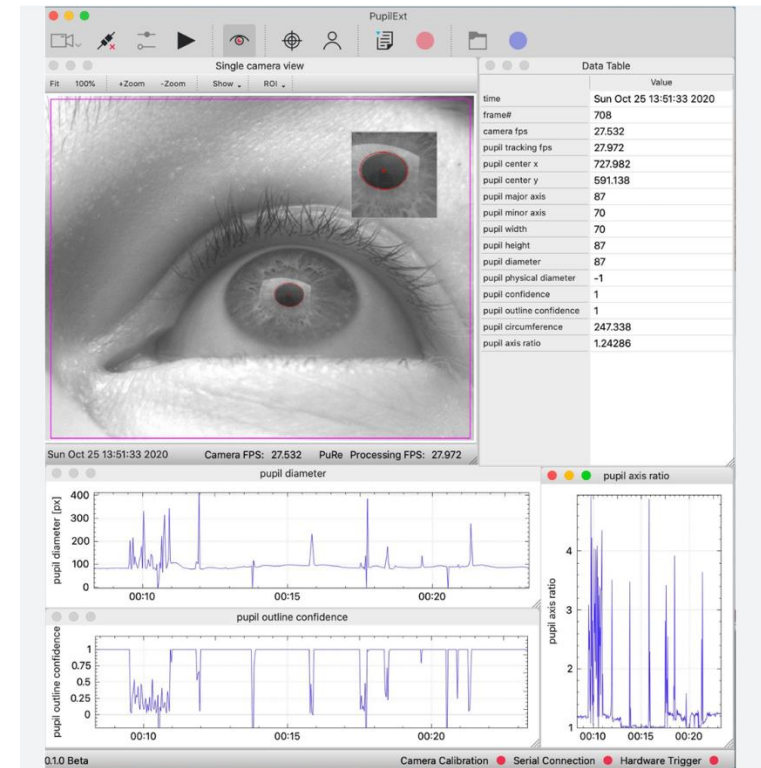 PupilExt
Single camera view
Data Table
Fit 100% +Zoom -Zoom Show ROI
Value
time Sun Oct 25 13:51:33 2020
frame# 708
camera fps 27.532
pupil tracking fps 27.972
pupil center x 727.982
pupil center y 591.138
pupil major axis 87
pupil minor axis 70
pupil width 70
pupil height 87
pupil diameter 87
pupil physical diameter -1
pupil confidence 1
pupil outline confidence 1
pupil circumference 247.338
pupil axis ratio 1.24286
Sun Oct 25 13:51:33 2020 Camera FPS: 27.532 PuRe Processing FPS: 27.972
pupil diameter
pupil diameter [px]
400
300
200
100
0
00:10 00:15 00:20
pupil outline confidence
pupil outline confidence
1
0.75
0.5
0.25
0
00:10 00:15 00:20
pupil axis ratio
pupil axis ratio
4
3
2
1
00:10 00:15 00:20
0.1.0 Beta Camera Calibration Serial Connection Hardware Trigger